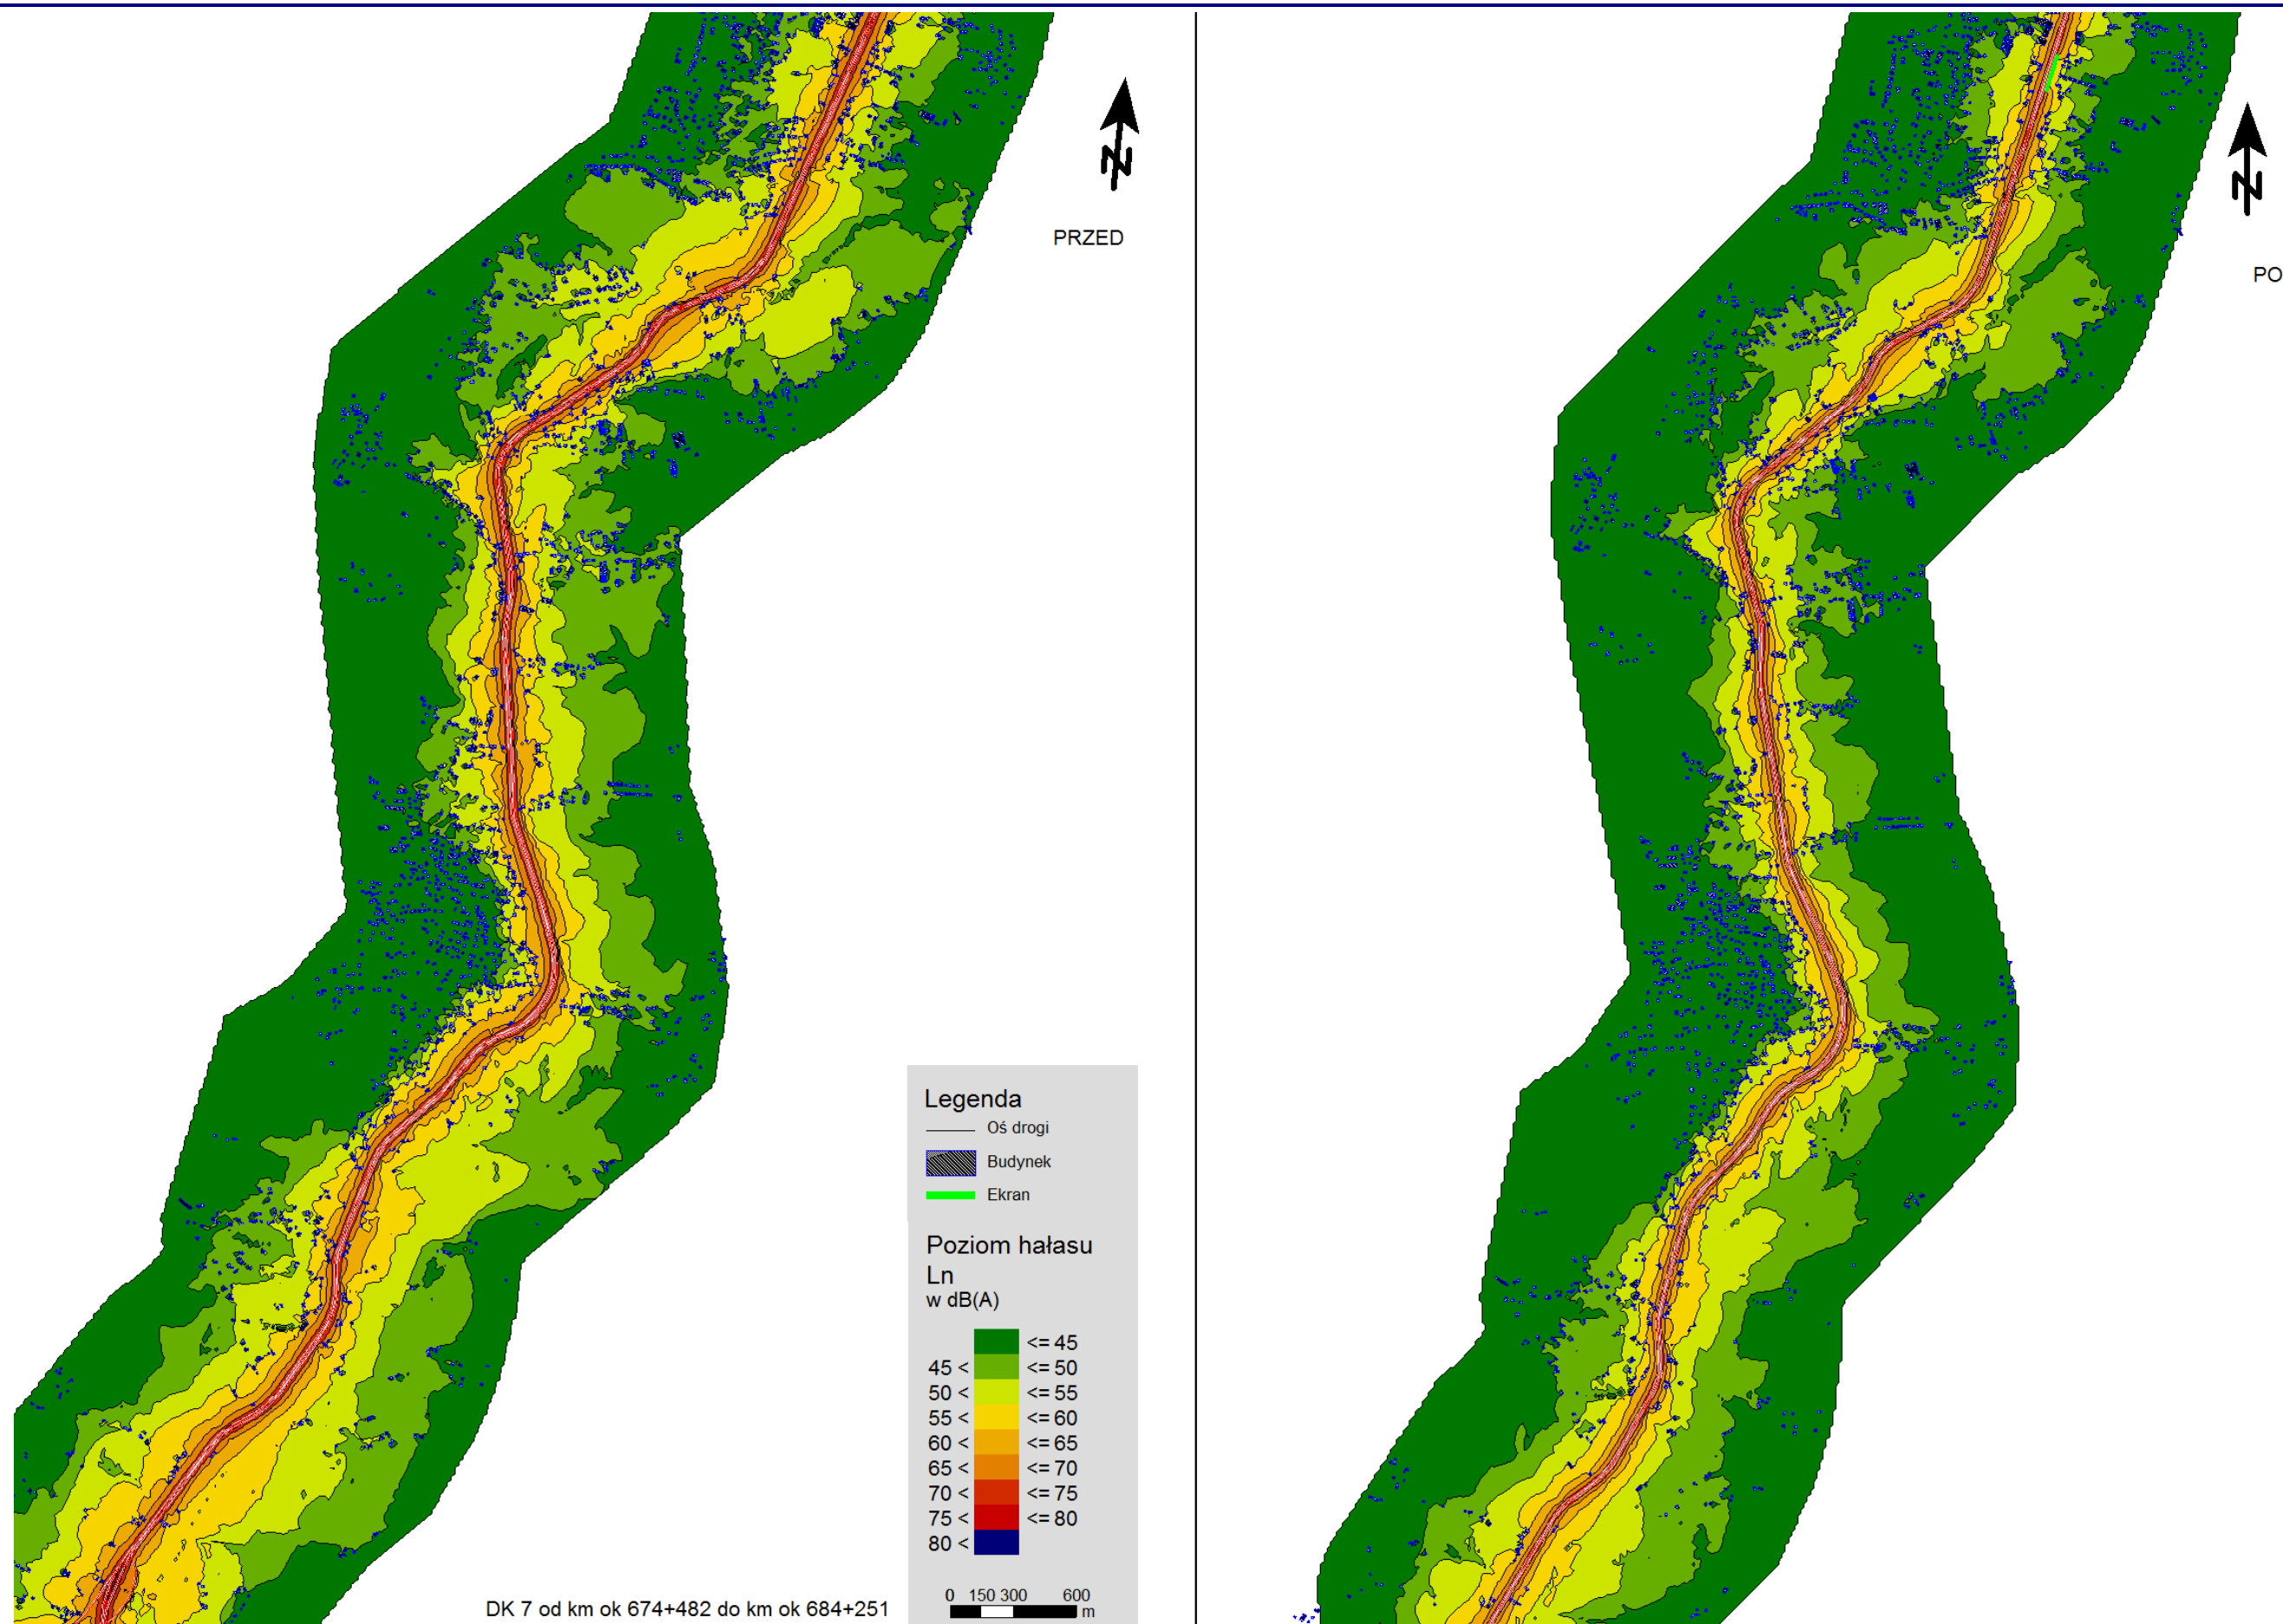 N
PRZED
N
PO
Legenda
Oś drogi
Budynek
Ekran
Poziom hałasu
Ln
w dB(A)
<= 45
45 < <= 50
50 < <= 55
55 < <= 60
60 < <= 65
65 < <= 70
70 < <= 75
75 < <= 80
80 <
0 150 300 600
m
DK 7 od km ok 674+482 do km ok 684+251